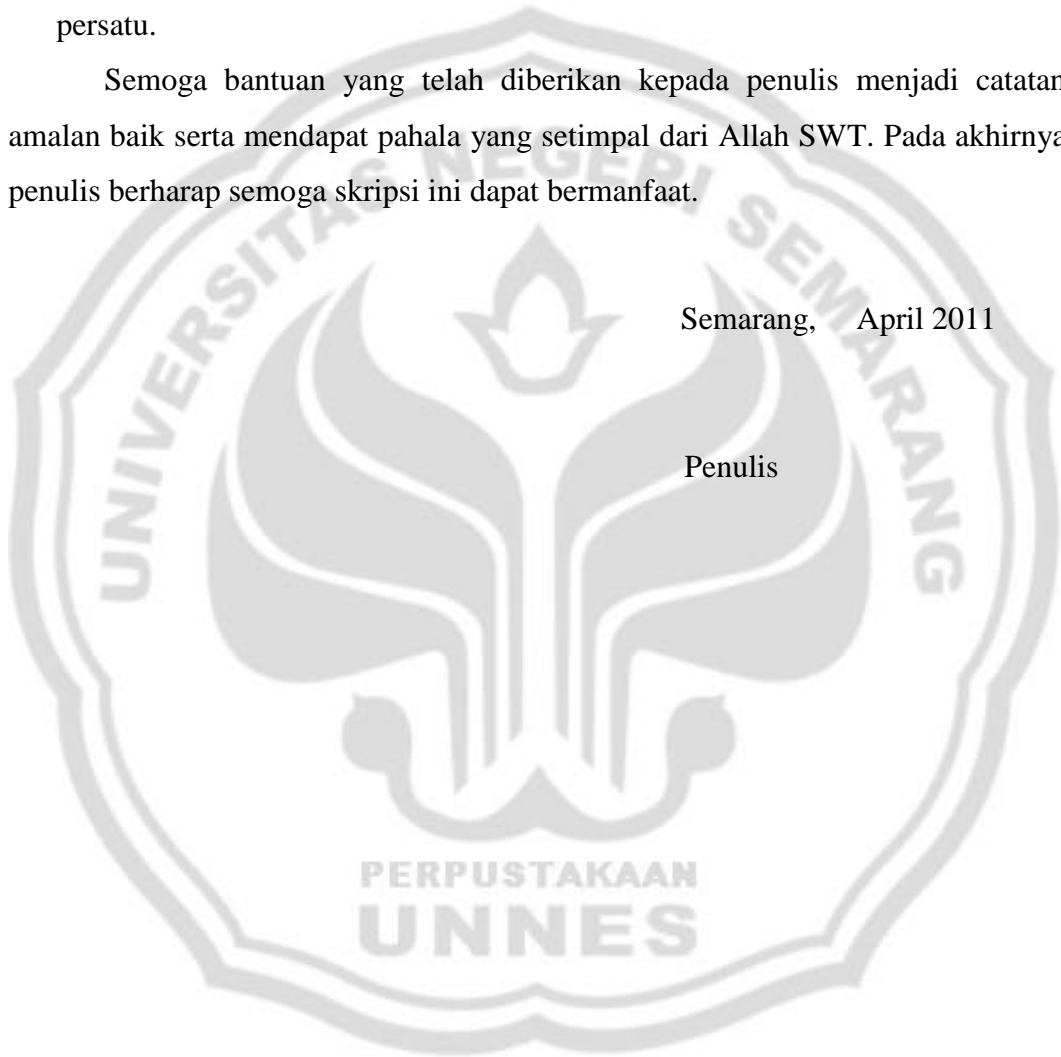 persatu.
Semoga bantuan yang telah diberikan kepada penulis menjadi catatan
amalan baik serta mendapat pahala yang setimpal dari Allah SWT. Pada akhirnya
penulis berharap semoga skripsi ini dapat bermanfaat.
UNIVERSITAS NEGERI SEMARANG
Semarang, April 2011
Penulis
PERPUSTAKAAN
UNNES